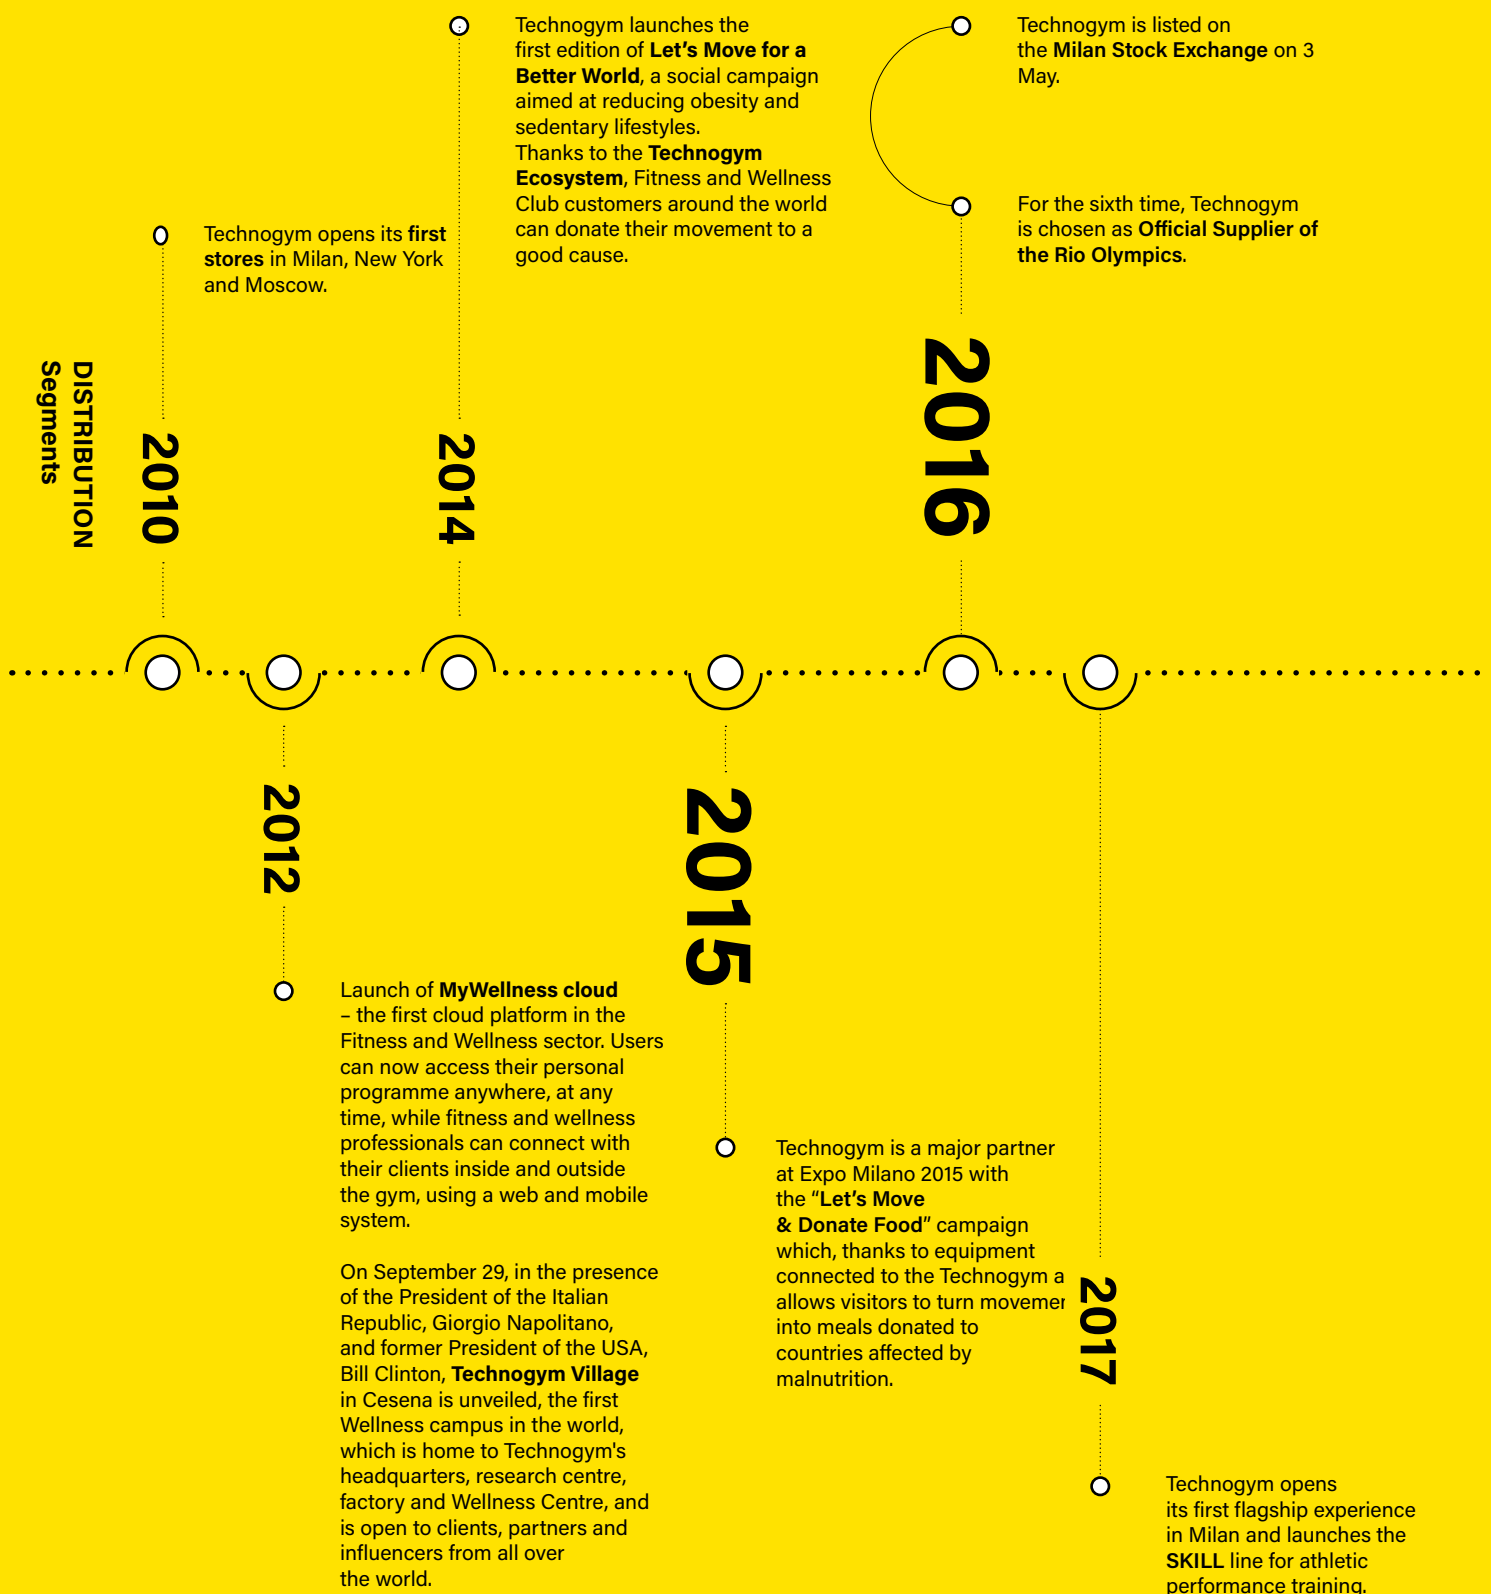 DISTRIBUTION
Segments
2010
Technogym opens its first
stores in Milan, New York
and Moscow.
2012
Launch of MyWellness cloud
– the first cloud platform in the
Fitness and Wellness sector. Users
can now access their personal
programme anywhere, at any
time, while fitness and wellness
professionals can connect with
their clients inside and outside
the gym, using a web and mobile
system.
On September 29, in the presence
of the President of the Italian
Republic, Giorgio Napolitano,
and former President of the USA,
Bill Clinton, Technogym Village
in Cesena is unveiled, the first
Wellness campus in the world,
which is home to Technogym's
headquarters, research centre,
factory and Wellness Centre, and
is open to clients, partners and
influencers from all over
the world.
2014
Technogym launches the
first edition of Let’s Move for a
Better World, a social campaign
aimed at reducing obesity and
sedentary lifestyles.
Thanks to the Technogym
Ecosystem, Fitness and Wellness
Club customers around the world
can donate their movement to a
good cause.
2015
Technogym is a major partner
at Expo Milano 2015 with
the “Let’s Move
& Donate Food” campaign
which, thanks to equipment
connected to the Technogym a
allows visitors to turn
into meals donated to
countries affected by
malnutrition.
2016
Technogym is listed on
the Milan Stock Exchange on 3
May.
For the sixth time, Technogym
is chosen as Official Supplier of
the Rio Olympics.
2017
Technogym opens
its first flagship experience
in Milan and launches the
SKILL line for athletic
performance training.